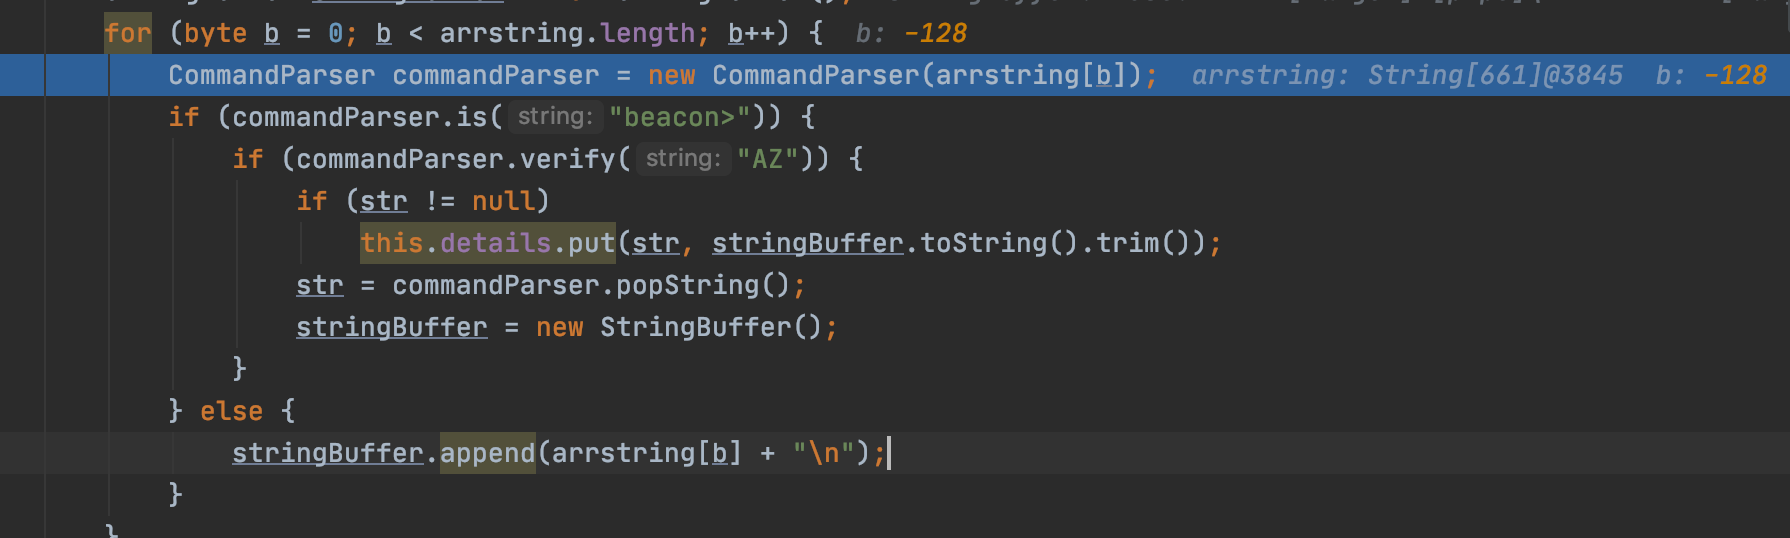 for (byte b = 0; b < arrstring.length; b++) {  b: -128
CommandParser commandParser = new CommandParser(arrstring[b]);  arrstring: String[661]@3845  b: -128
if (commandParser.is( string: "beacon>")) {
if (commandParser.verify( string: "AZ")) {
if (str != null)
this.details.put(str, stringBuffer.toString().trim());
str = commandParser.popString();
stringBuffer = new StringBuffer();
}
} else {
stringBuffer.append(arrstring[b] + "\n");
}
}